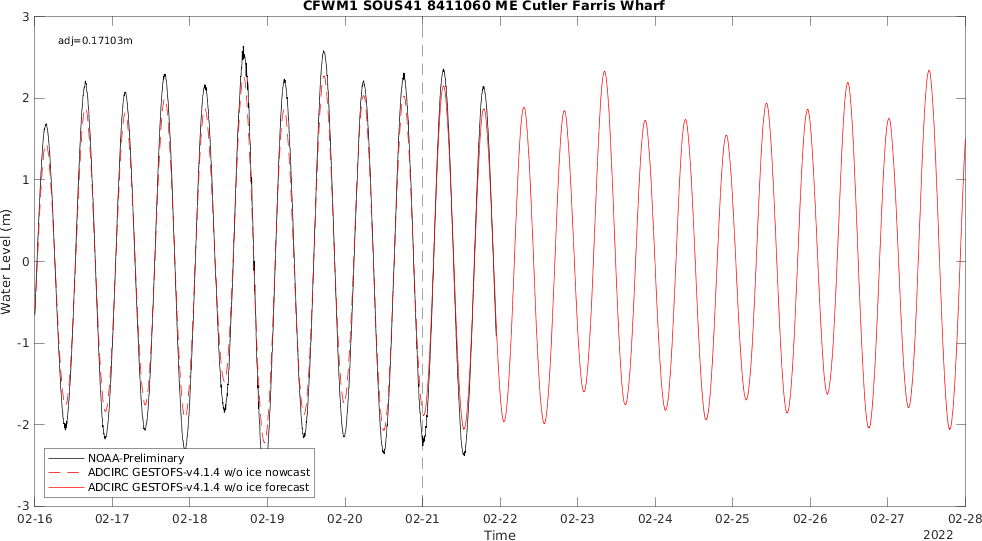 CFWM1 SOUS41 8411060 ME Cutler Farris Wharf
adj=0.17103m
3
2
1
0
-1
-2
-3
Water Level (m)
NOAA-Preliminary
ADCIRC GESTOFS-v4.1.4 w/o ice nowcast
ADCIRC GESTOFS-v4.1.4 w/o ice forecast
02-16 02-17 02-18 02-19 02-20 02-21 02-22 02-23 02-24 02-25 02-26 02-27 02-28
Time
2022